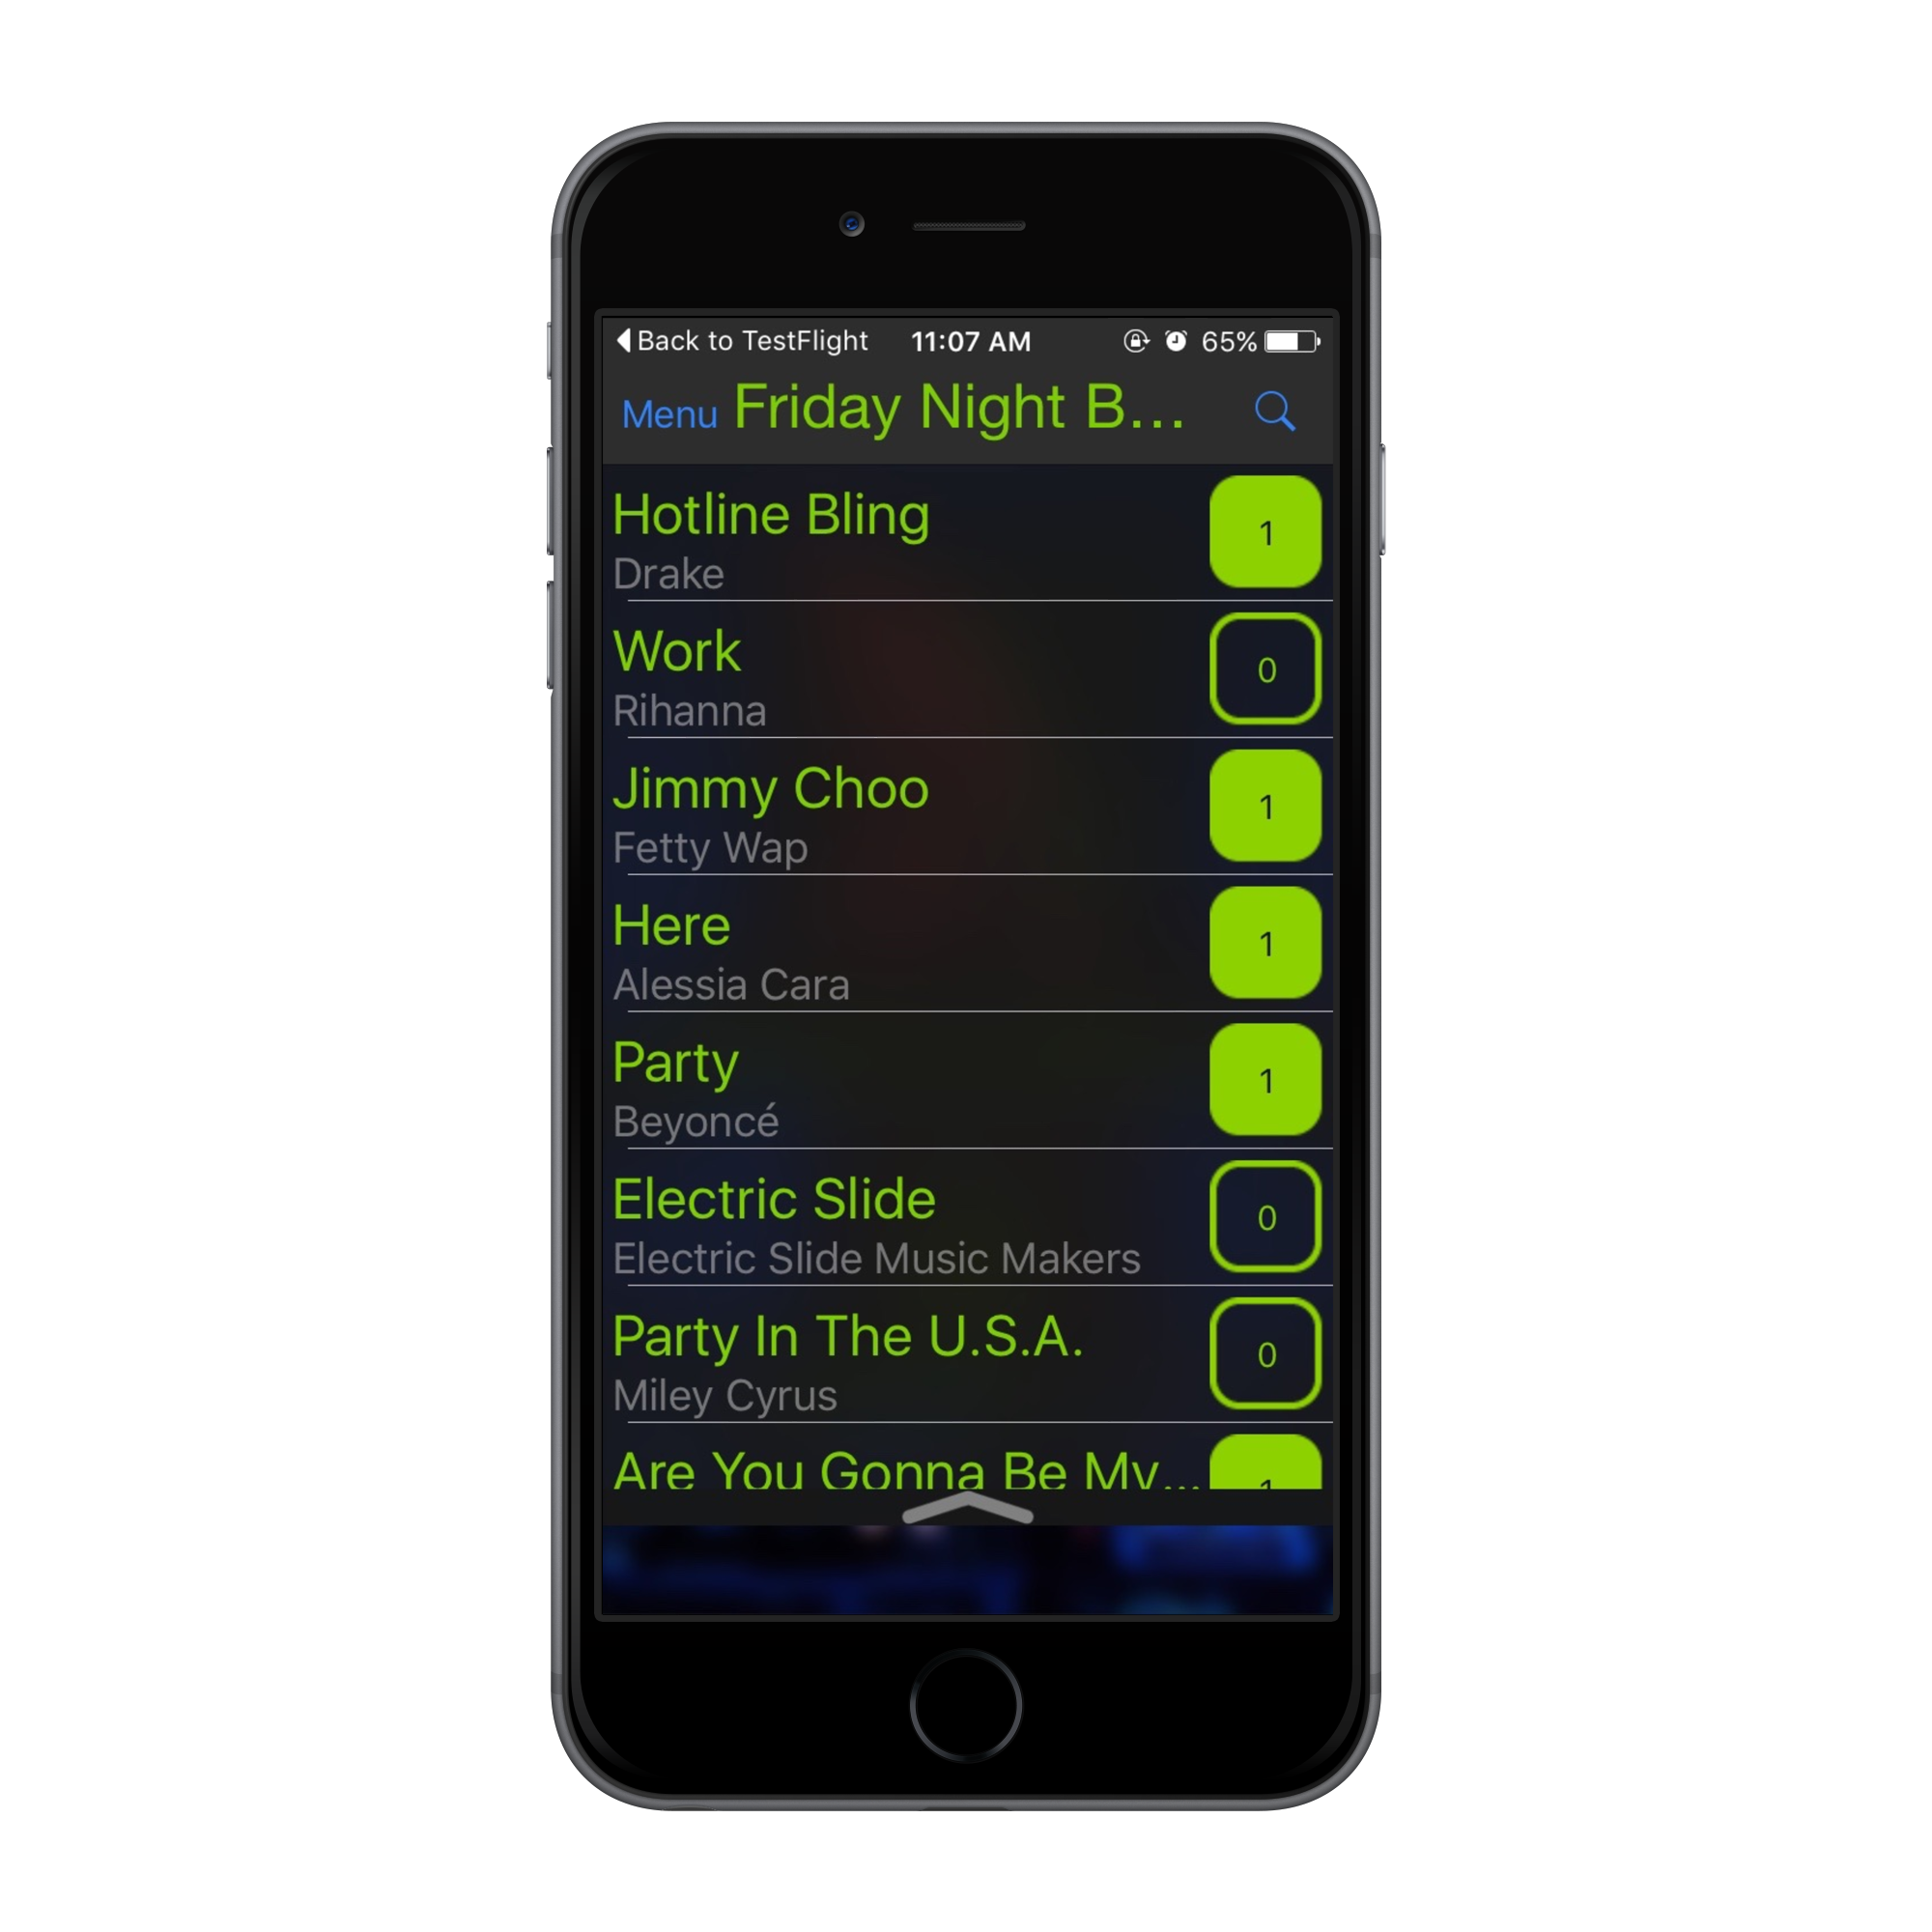 Back to TestFlight 11:07 AM 65%
Menu Friday Night B...
Hotline Bling 1
Drake
Work 0
Rihanna
Jimmy Choo 1
Fetty Wap
Here 1
Alessia Cara
Party 1
Beyoncé
Electric Slide 0
Electric Slide Music Makers
Party In The U.S.A. 0
Miley Cyrus
Are You Gonna Be My... 1